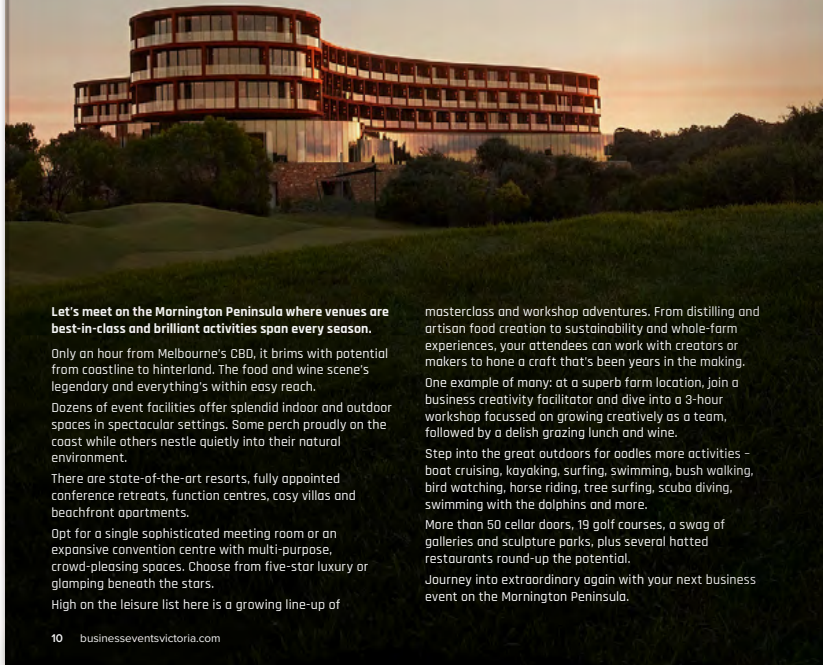 Let's meet on the Mornington Peninsula where venues are
best-in-class and brilliant activities span every season.
Only an hour from Melbourne's CBD, it brims with potential
from coastline to hinterland. The food and wine scene's
legendary and everything's within easy reach.
Dozens of event facilities offer splendid indoor and outdoor
spaces in spectacular settings. Some perch proudly on the
coast while others nestle quietly into their natural
environment.
There are state-of-the-art resorts, fully appointed
conference retreats, function centres, cosy villas and
beachfront apartments.
Opt for a single sophisticated meeting room or an
expansive convention centre with multi-purpose,
crowd-pleasing spaces. Choose from five-star luxury or
glamping beneath the stars.
High on the leisure list here is a growing line-up of
masterclass and workshop adventures. From distilling and
artisan food creation to sustainability and whole-farm
experiences, your attendees can work with creators or
makers to hone a craft that's been years in the making.
One example of many: at a superb farm location, join a
business creativity facilitator and dive into a 3-hour
workshop focussed on growing creatively as a team,
followed by a delish grazing lunch and wine.
Step into the great outdoors for oodles more activities –
boat cruising, kayaking, surfing, swimming, bush walking,
bird watching, horse riding, tree surfing, scuba diving,
swimming with the dolphins and more.
More than 50 cellar doors, 19 golf courses, a swag of
galleries and sculpture parks, plus several hatted
restaurants round-up the potential.
Journey into extraordinary again with your next business
event on the Mornington Peninsula.
10 businesseventsvictoria.com